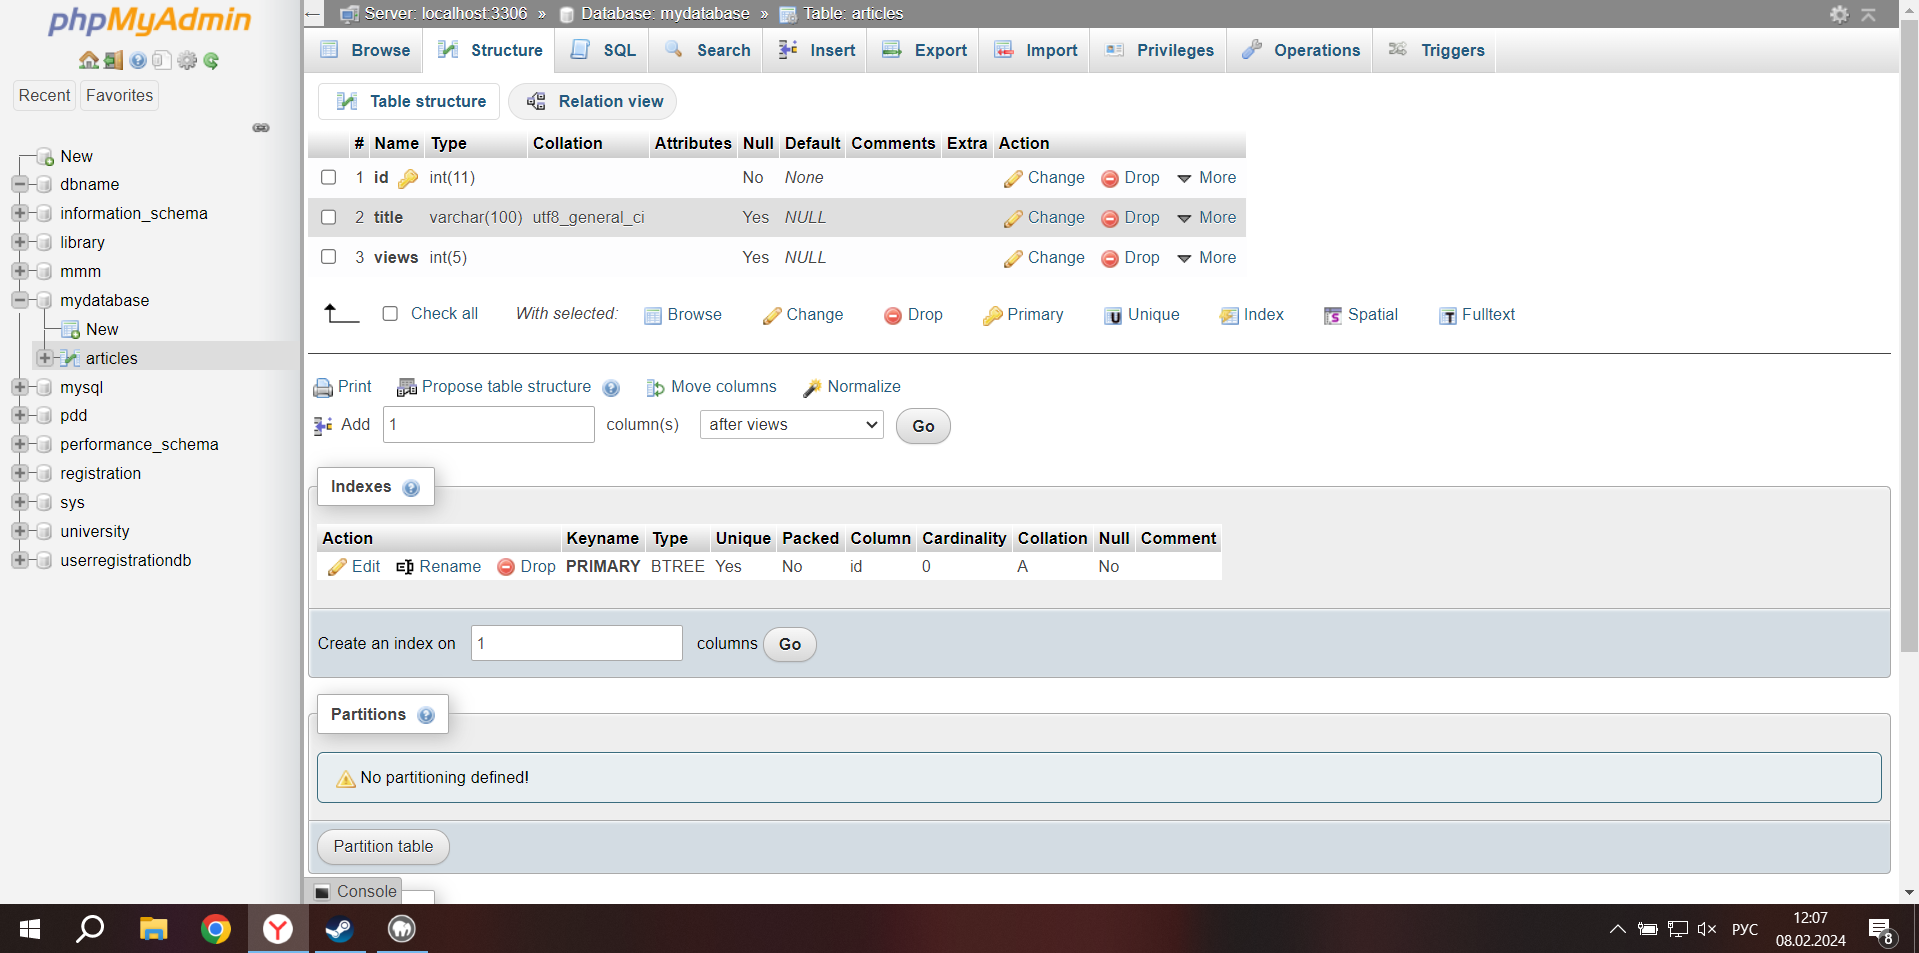 phpMyAdmin
Recent Favorites
New
dbname
information_schema
library
mmm
mydatabase
New
articles
mysql
pdd
performance_schema
registration
sys
university
userregistrationdb
Server: localhost:3306 » Database: mydatabase » Table: articles
Browse Structure SQL Search Insert Export Import Privileges Operations Triggers
Table structure Relation view
# Name Type Collation Attributes Null Default Comments Extra Action
1 id int(11) No None Change Drop More
2 title varchar(100) utf8_general_ci Yes NULL Change Drop More
3 views int(5) Yes NULL Change Drop More
Check all With selected: Browse Change Drop Primary Unique Index Spatial Fulltext
Print Propose table structure Move columns Normalize
Add 1 column(s) after views Go
Indexes
Action Keyname Type Unique Packed Column Cardinality Collation Null Comment
Edit Rename Drop PRIMARY BTREE Yes No id 0 A No
Create an index on 1 columns Go
Partitions
No partitioning defined!
Partition table
Console
РУС
12:07
08.02.2024
8